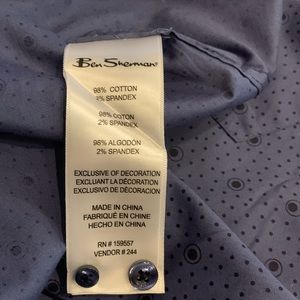 Ben Sherman
98% COTTON
2% SPANDEX
98% COTON
2% SPANDEX
98% ALGODÓN
2% SPANDEX
EXCLUSIVE OF DECORATION
EXCLUANT LA DÉCORATION
EXCLUSIVO DE DECORACIÓN
MADE IN CHINA
FABRIQUÉ EN CHINE
HECHO EN CHINA
RN # 159557
VENDOR # 244